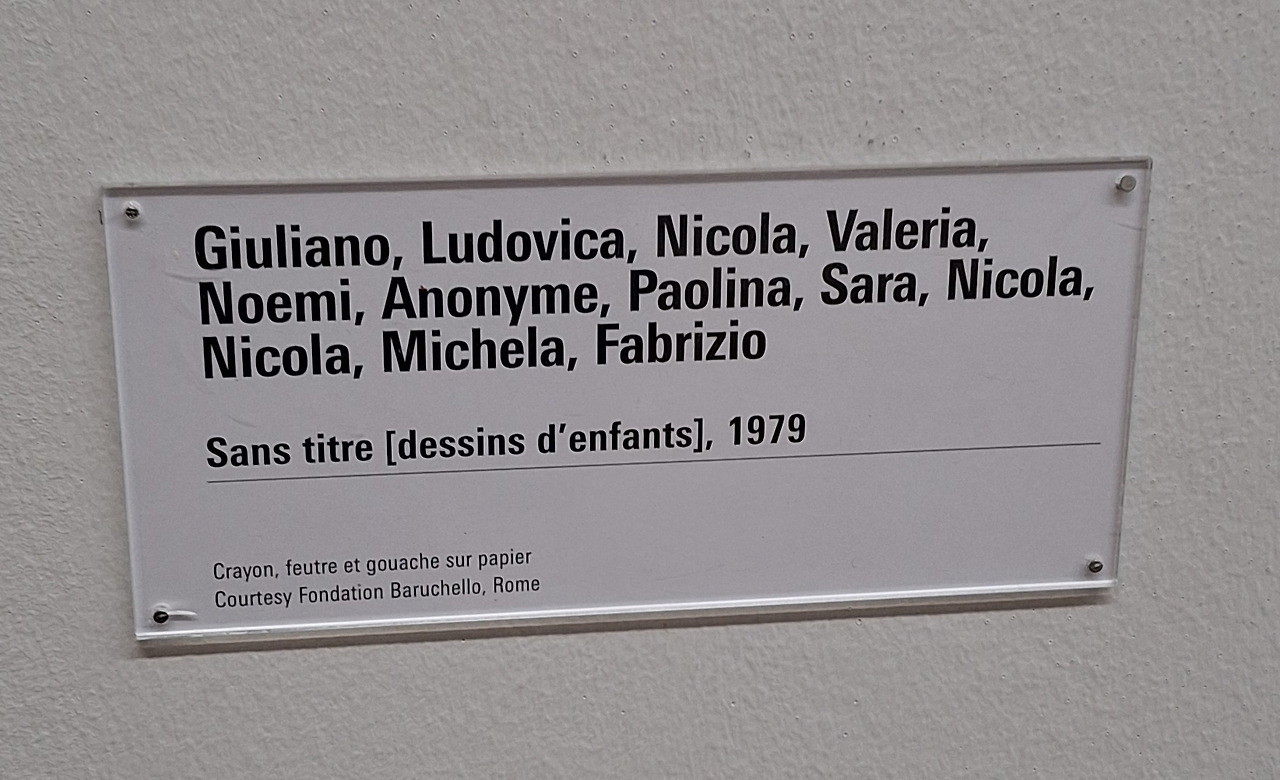 Giuliano, Ludovica, Nicola, Valeria,
Noemi, Anonyme, Paolina, Sara, Nicola,
Nicola, Michela, Fabrizio
Sans titre [dessins d’enfants], 1979
Crayon, feutre et gouache sur papier
Courtesy Fondation Baruchello, Rome